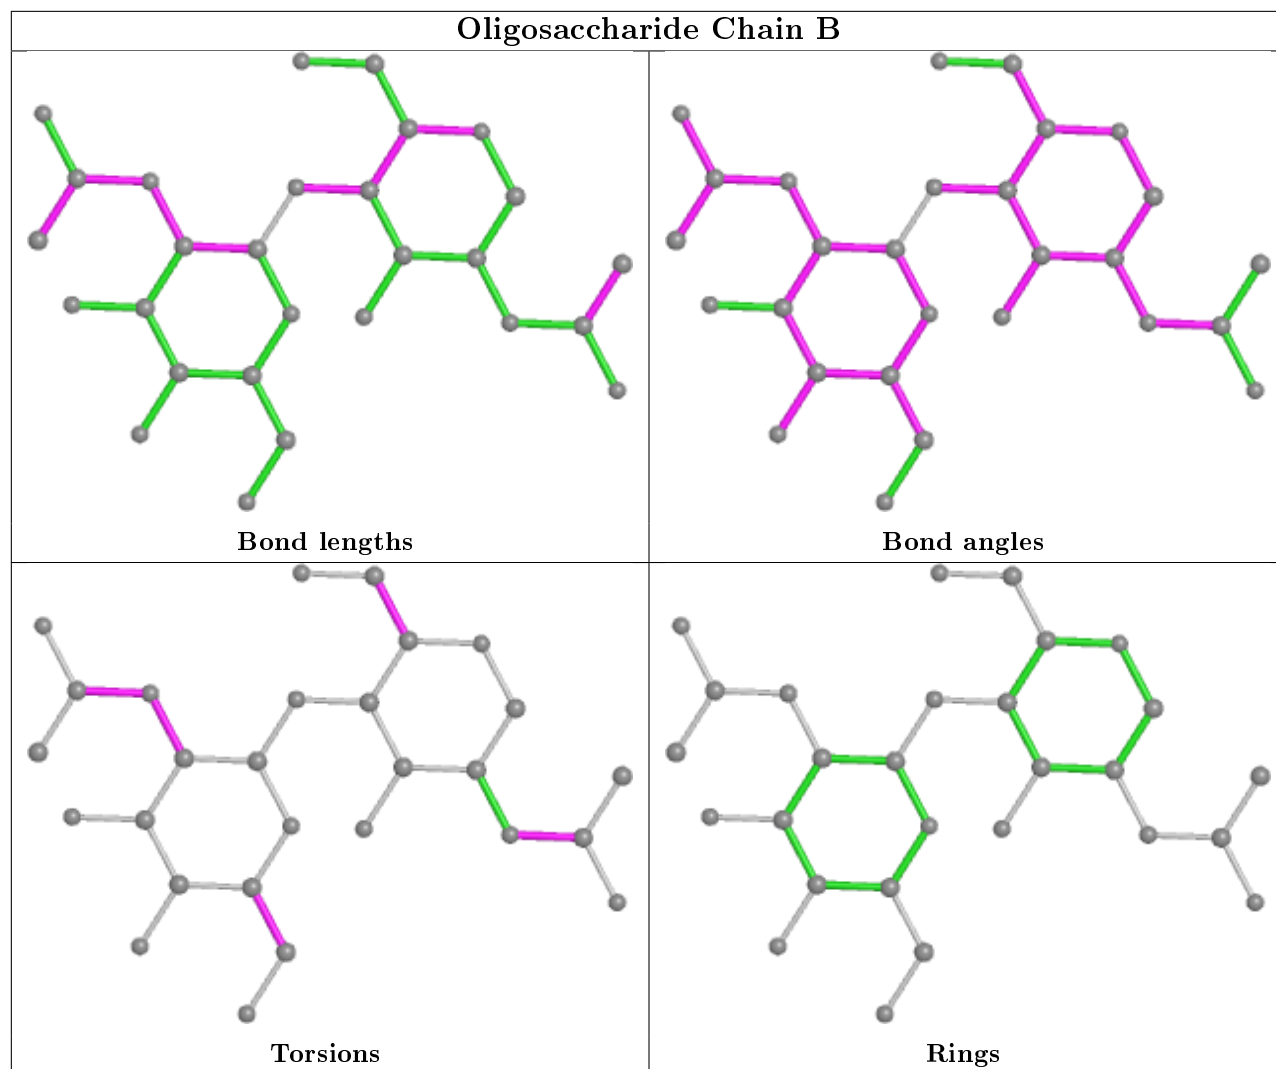 Oligosaccharide Chain B
Bond lengths
Bond angles
Torsions
Rings